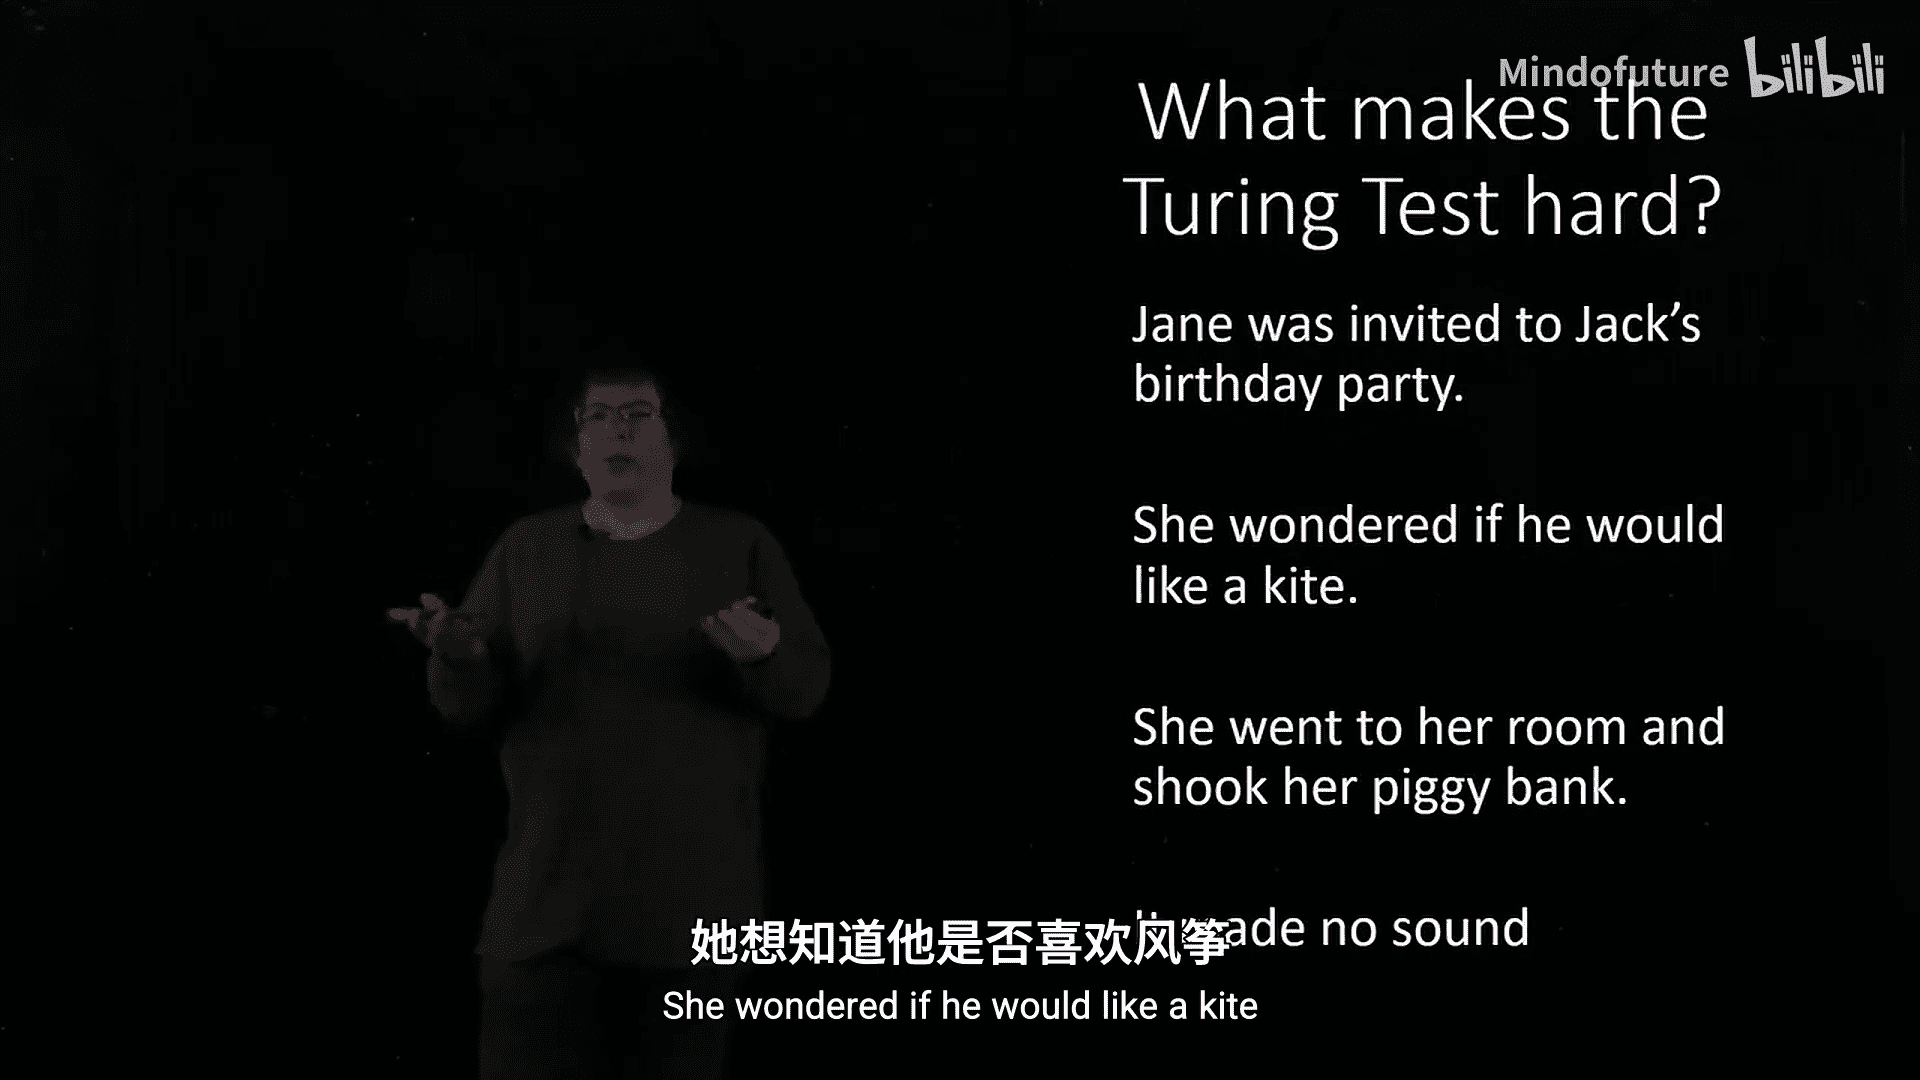 Mindofuture bilibili
What makes the
Turing Test hard?
Jane was invited to Jack’s
birthday party.
She wondered if he would
like a kite.
She went to her room and
shook her piggy bank.
made no sound
她想知道他是否喜欢风筝
She wondered if he would like a kite